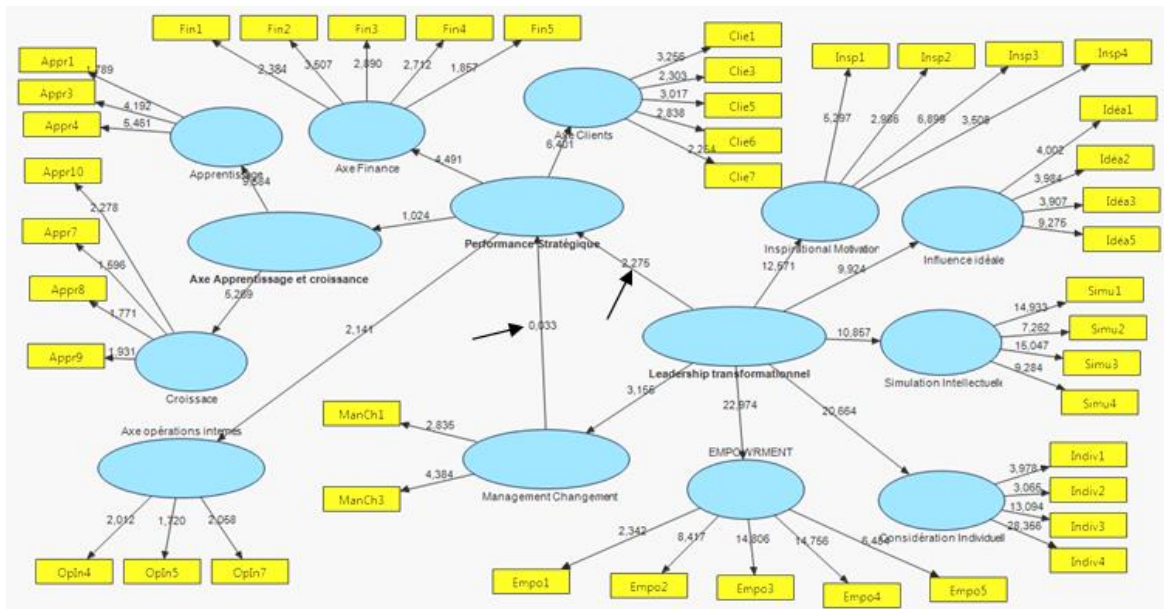 Fin1
Fin2
Fin3
Fin4
Fin5
2,384
3,507
2,890
2,712
1,857
Axe Finance
Appr1
Appr3
Appr4
1,789
4,192
5,461
Apprentissage
Clie1
Clie3
Clie5
Clie6
Clie7
3,256
2,303
3,017
2,838
2,254
Axe Clients
Insp1
Insp2
Insp3
Insp4
5,297
2,986
6,899
3,508
Inspirational Motivation
Idéa1
Idéa2
Idéa3
Idéa5
4,002
3,984
3,907
9,275
Influence idéale
Appr10
Appr7
Appr8
Appr9
2,278
1,596
1,771
1,931
Croissace
4,491
6,401
1,024
Performance Stratégique
Axe Apprentissage et croissance
5,269
2,141
0,033
2,275
12,571
9,924
10,867
Leadership transformationnel
3,166
22,974
20,664
Simu1
Simu2
Simu3
Simu4
14,933
7,262
15,047
9,284
Simulation Intellectuelle
Axe opérations internes
2,012
1,720
2,058
OpIn4
OpIn5
OpIn7
ManCh1
ManCh3
2,835
4,384
Management Changement
EMPOWRMENT
2,342
8,417
14,806
14,756
6,484
Empo1
Empo2
Empo3
Empo4
Empo5
Indiv1
Indiv2
Indiv3
Indiv4
3,978
3,065
13,094
28,366
Considération Individuell